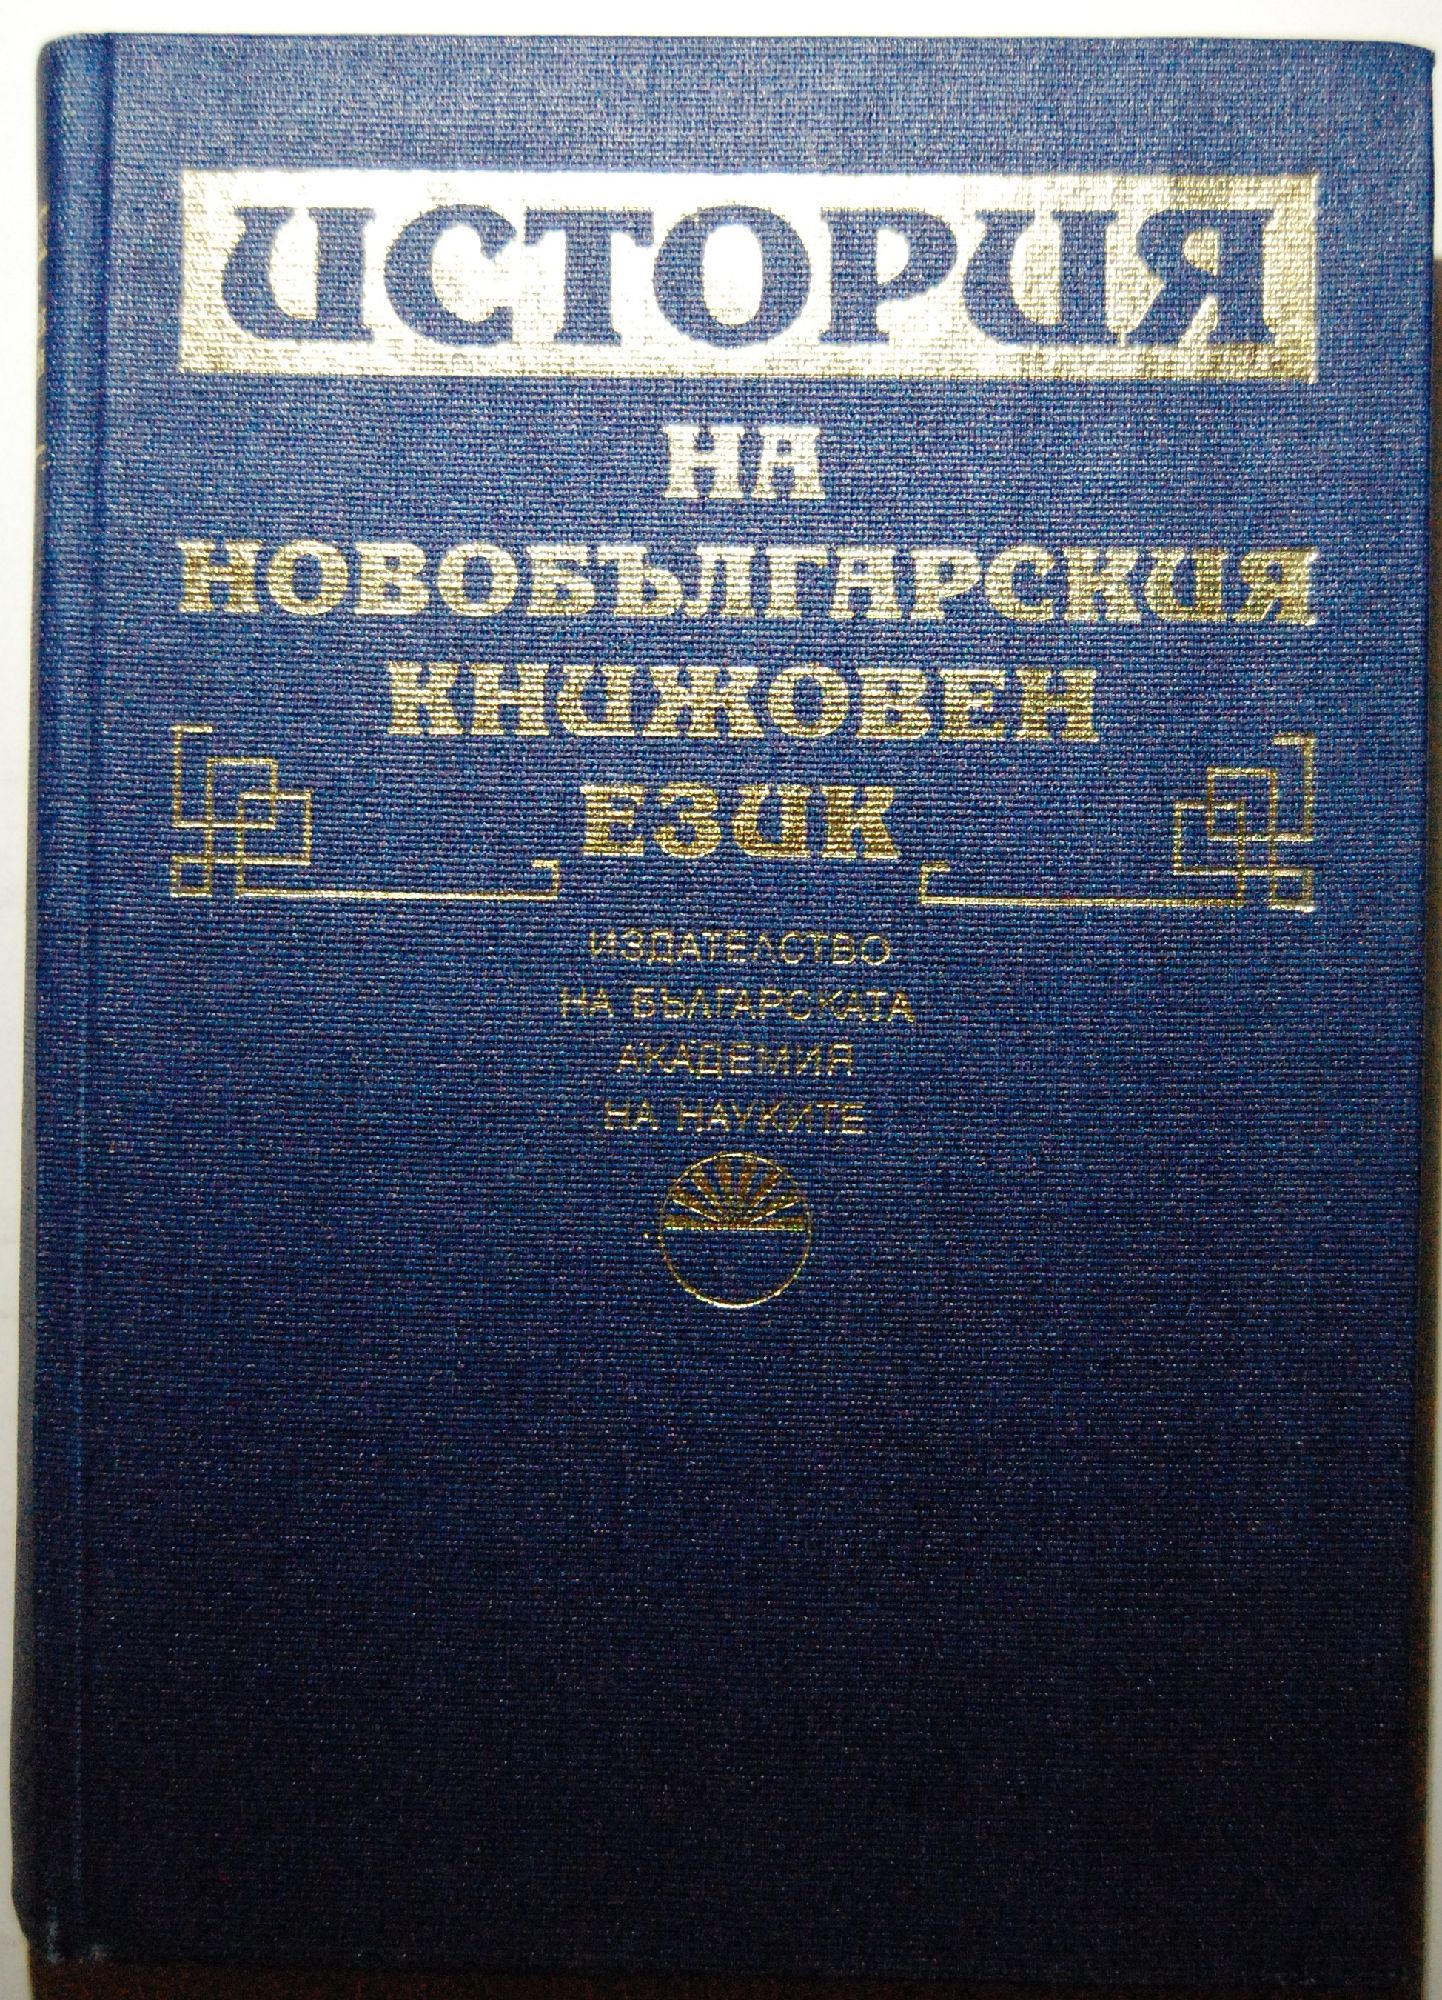 ИСТОРИЯ
НА
НОВОБЪЛГАРСКИЯ
КНИЖОВЕН
ЕЗИК
ИЗДАТЕЛСТВО
НА БЪЛГАРСКАТА
АКАДЕМИЯ
НА НАУКИТЕ